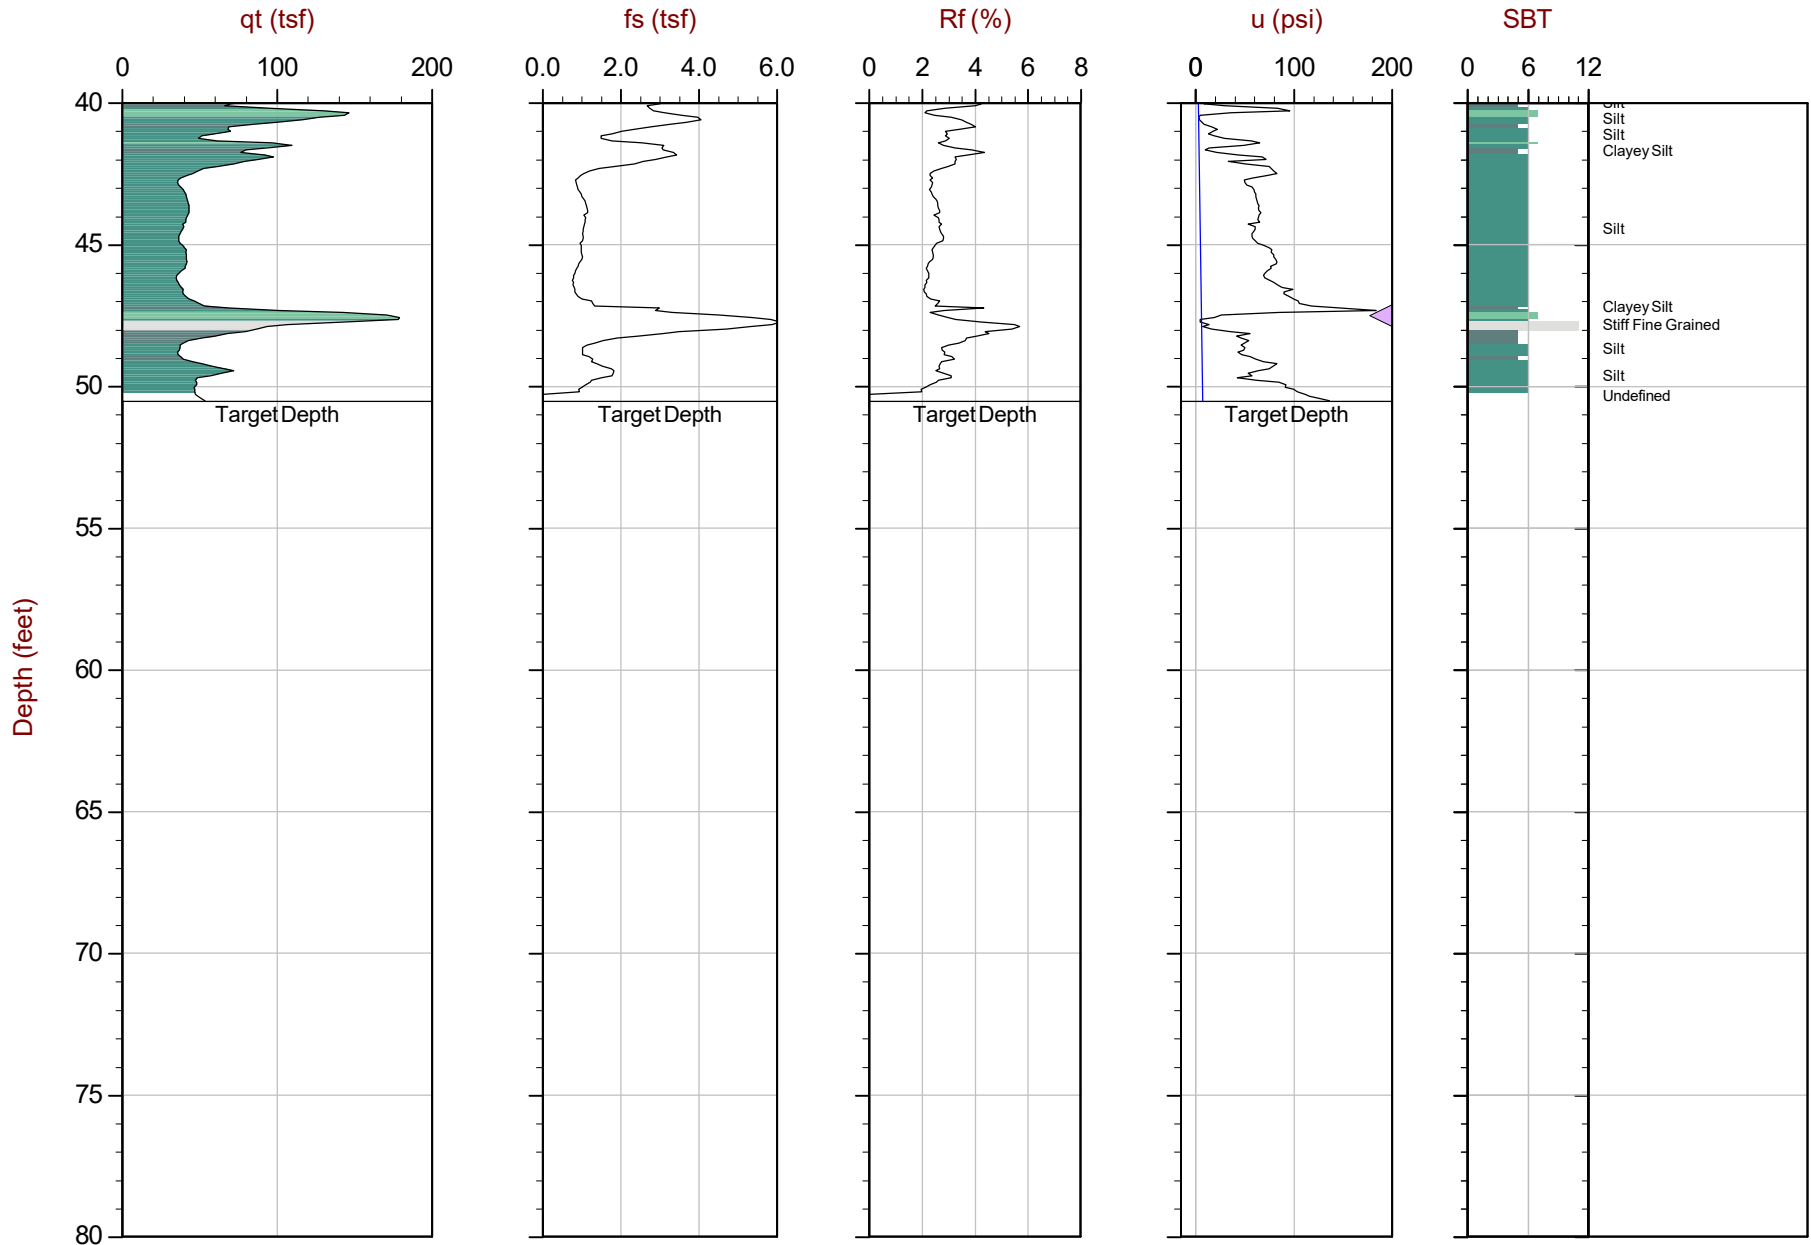 qt (tsf) fs (tsf) Rf (%) u (psi) SBT
0 100 200 0.0 2.0 4.0 6.0 0 2 4 6 8 0 100 200 0 6 12
40
Silt
Silt
Silt
Clayey Silt
Silt
45
Clayey Silt
Stiff Fine Grained
Silt
Silt
50
Undefined
Target Depth Target Depth Target Depth Target Depth
55
60
Depth (feet)
65
70
75
80